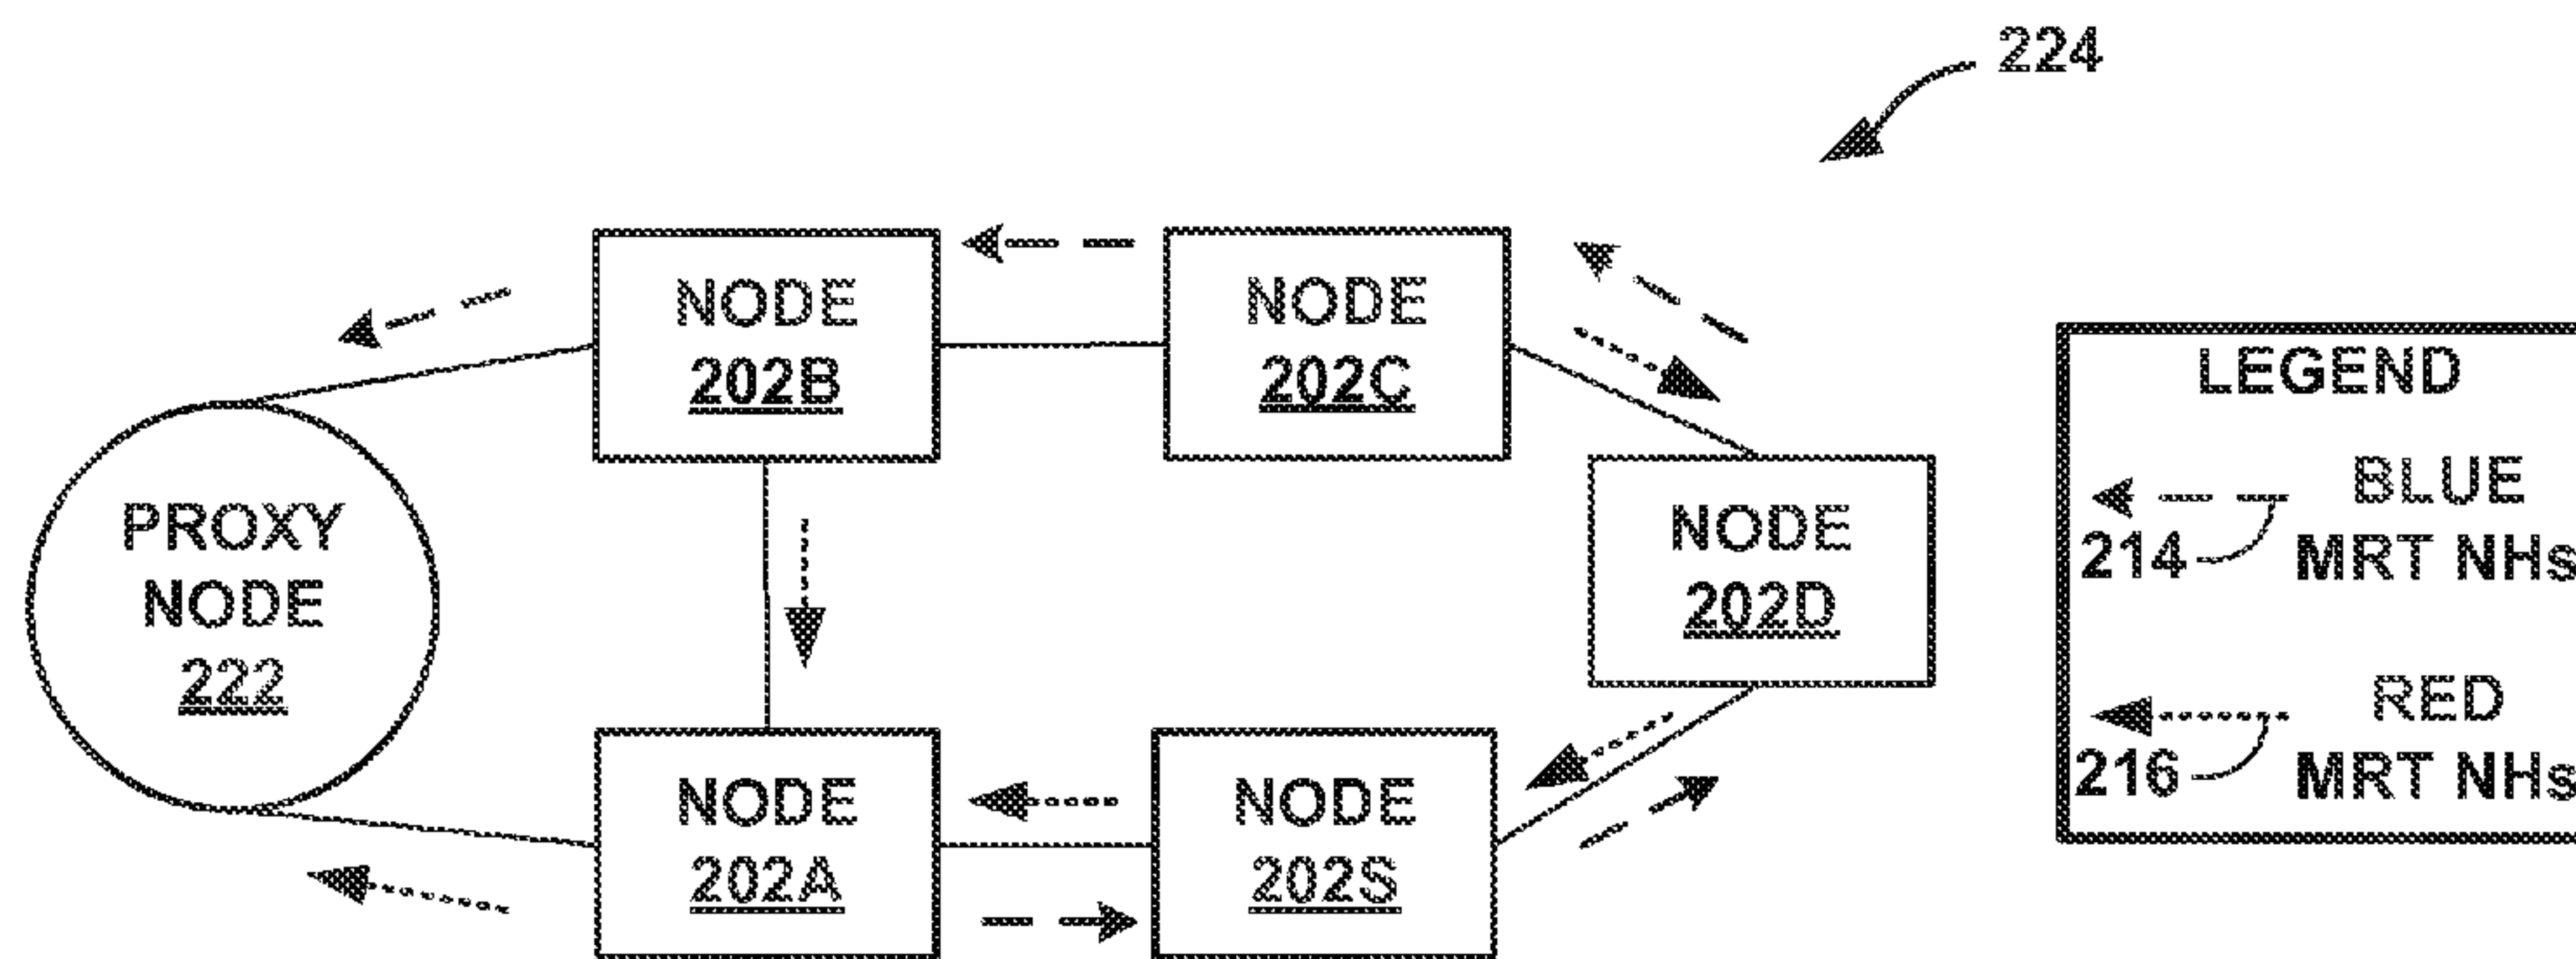 224
NODE
202B
NODE
202C
PROXY
NODE
222
NODE
202D
NODE
202A
NODE
202S
LEGEND
BLUE
214 MRT NHs
RED
216 MRT NHs